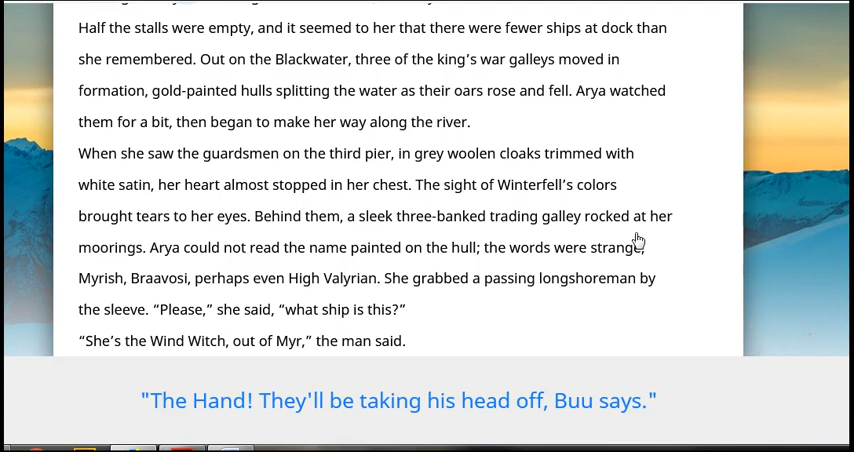 Half the stalls were empty, and it seemed to her that there were fewer ships at dock than
she remembered. Out on the Blackwater, three of the king’s war galleys moved in
formation, gold-painted hulls splitting the water as their oars rose and fell. Arya watched
them for a bit, then began to make her way along the river.
When she saw the guardsmen on the third pier, in grey woolen cloaks trimmed with
white satin, her heart almost stopped in her chest. The sight of Winterfell’s colors
brought tears to her eyes. Behind them, a sleek three-banked trading galley rocked at her
moorings. Arya could not read the name painted on the hull; the words were strange,
Myrish, Braavosi, perhaps even High Valyrian. She grabbed a passing longshoreman by
the sleeve. “Please,” she said, “what ship is this?”
“She’s the Wind Witch, out of Myr,” the man said.
"The Hand! They'll be taking his head off, Buu says."